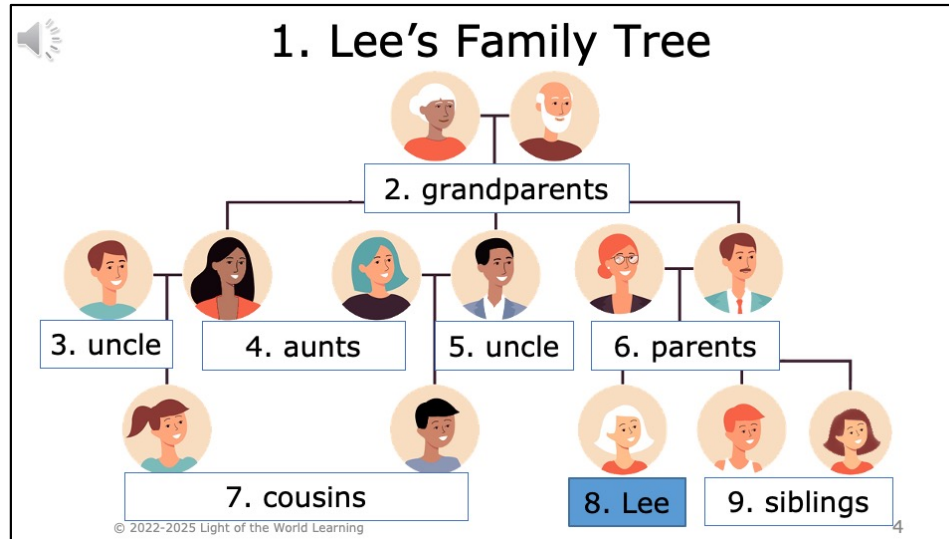 1. Lee’s Family Tree
2. grandparents
3. uncle
4. aunts
5. uncle
6. parents
7. cousins
8. Lee
9. siblings
© 2022-2025 Light of the World Learning
4